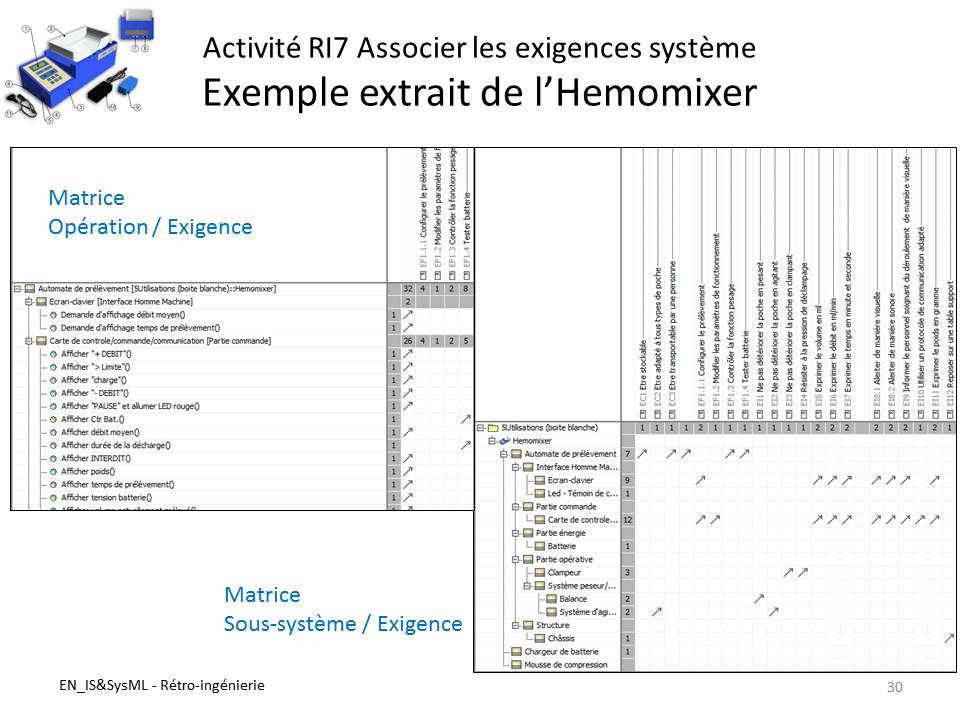 Activité RI7 Associer les exigences système
Exemple extrait de l'Hemomixer
Matrice
Opération / Exigence
EF1.1.1 Configurer le prélèvement
EF1.2 Modifier les paramètres de f
EF1.3 Contrôler la fonction pesage
EF1.4 Tester batterie
Automate de prélèvement [SUtilisations (boite blanche)::Hemomixer] 32 4 1 2 8
Ecran-clavier [Interface Homme Machine] 2
Demande d'affichage débit moyen() 1
Demande d'affichage temps de prélèvement() 1
Carte de controle/commande/communication [Partie commande] 26 4 1 2 5
Afficher "+ DEBIT"() 1
Afficher "> Limite"() 1
Afficher "charge"() 1
Afficher "- DEBIT"() 1
Afficher "PAUSE" et allumer LED rouge() 1
Afficher Ctr Bat.() 1
Afficher débit moyen() 1
Afficher durée de la décharge() 1
Afficher INTERDIT() 1
Afficher poids() 1
Afficher temps de prélèvement() 1
Afficher tension batterie() 1
EC1 Etre stockable
EC2 Etre adapté à tous types de poche
EC3 Etre transportable par une personne
EF1.1.1 Configurer le prélèvement
EF1.2 Modifier les paramètres de fonctionnement
EF1.3 Contrôler la fonction pesage
EF1.4 Tester batterie
EI1 Ne pas détériorer la poche en pesant
EI2 Ne pas détériorer la poche en agitant
EI3 Ne pas détériorer la poche en clampant
EI4 Résister à la pression de déclampage
EI5 Exprimer le volume en ml
EI6 Exprimer le débit en ml/min
EI7 Exprimer le temps en minute et seconde
EI8.1 Alerter de manière visuelle
EI8.2 Alerter de manière sonore
EI9 Informer le personnel soignant du déroulement de manière visuelle
EI10 Utiliser un protocole de communication adapté
EI11 Exprimer le poids en gramme
EI12 Reposer sur une table support
SUtilisations (boite blanche) 1 1 1 2 1 1 1 1 1 1 1 2 2 2 2 2 2 1 2 1
Hemomixer
Automate de prélèvement 7
Interface Homme Ma...
Ecran-clavier 9
Led - Témoin de c... 1
Partie commande
Carte de controle... 12
Partie énergie
Batterie 1
Partie opérative
Clampeur 3
Système peseur/...
Balance 2
Système d'agi... 2
Structure
Châssis 1
Chargeur de batterie 1
Mousse de compression
Matrice
Sous-système / Exigence
EN_IS&SysML - Rétro-ingénierie
30